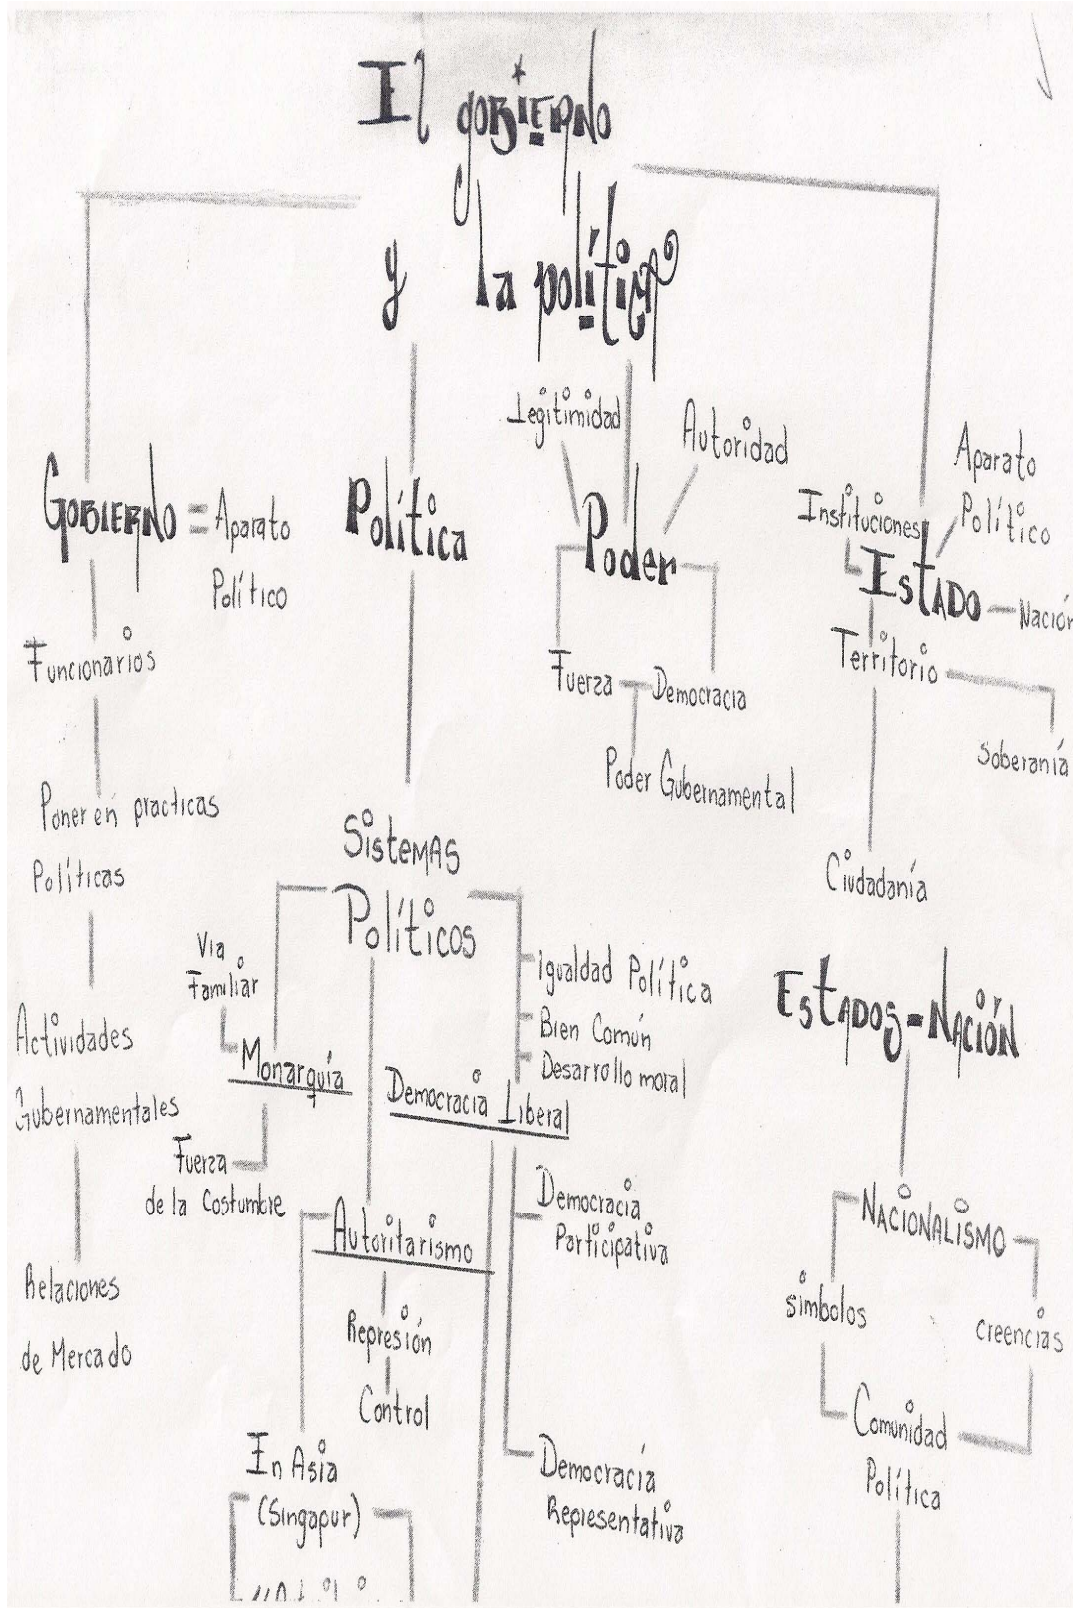 El gobierno
y la política
Legitimidad
Autoridad
Gobierno = Aparato
Político
Política
Poder
Instituciones
Aparato
Político
Estado
Nación
Funcionarios
Fuerza
Democracia
Territorio
Soberanía
Poder Gubernamental
Poner en practicas
Políticas
Sistemas
Políticos
Ciudadanía
Via
Familiar
Igualdad Política
Bien Común
Desarrollo moral
Estados-Nación
Actividades
Gubernamentales
Monarquía
Democracia Liberal
Fuerza
de la Costumbre
Democracia
Participativa
Autoritarismo
Nacionalismo
Relaciones
de Mercado
Represión
Control
simbolos
creencias
En Asia
(Singapur)
Democracia
Representativa
Comunidad
Política